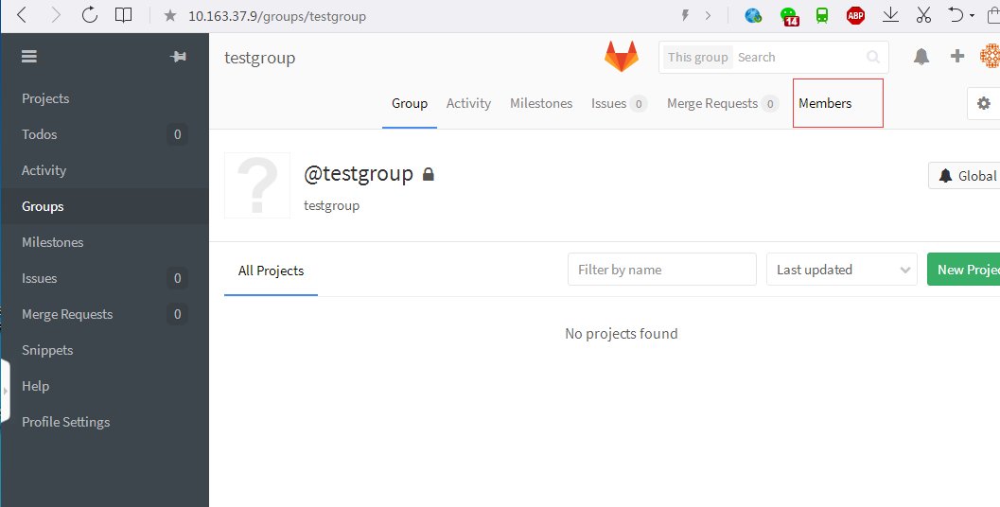 10.163.37.9/groups/testgroup
14
ABP
testgroup
This group Search
Group Activity Milestones Issues 0 Merge Requests 0 Members
Projects
Todos 0
Activity
Groups
Milestones
Issues 0
Merge Requests 0
Snippets
Help
Profile Settings
?
@testgroup
testgroup
Global
All Projects
Filter by name
Last updated
New Projec
No projects found